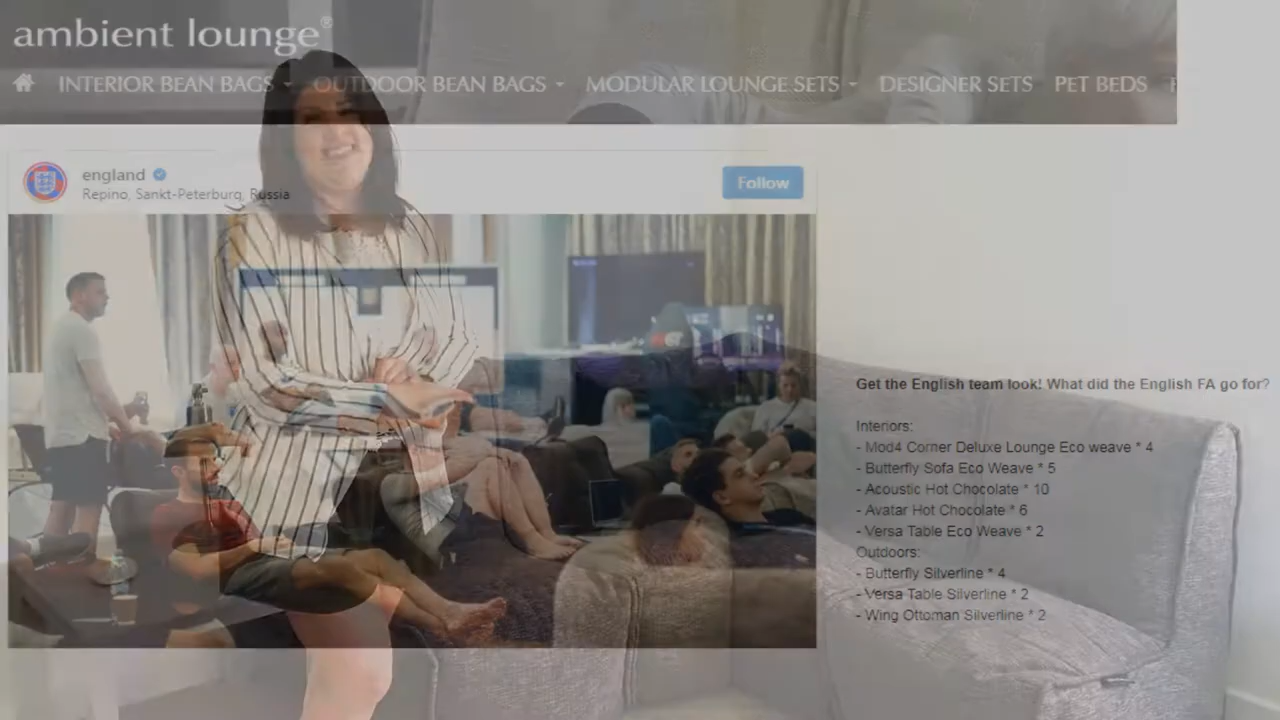 ambient lounge®
INTERIOR BEAN BAGS OUTDOOR BEAN BAGS MODULAR LOUNGE SETS DESIGNER SETS PET BEDS
england
Repino, Sankt-Peterburg, Russia
Follow
Get the English team look! What did the English FA go for?
Interiors:
- Mod4 Corner Deluxe Lounge Eco weave * 4
- Butterfly Sofa Eco Weave * 5
- Acoustic Hot Chocolate * 10
- Avatar Hot Chocolate * 6
- Versa Table Eco Weave * 2
Outdoors:
- Butterfly Silverline * 4
- Versa Table Silverline * 2
- Wing Ottoman Silverline * 2